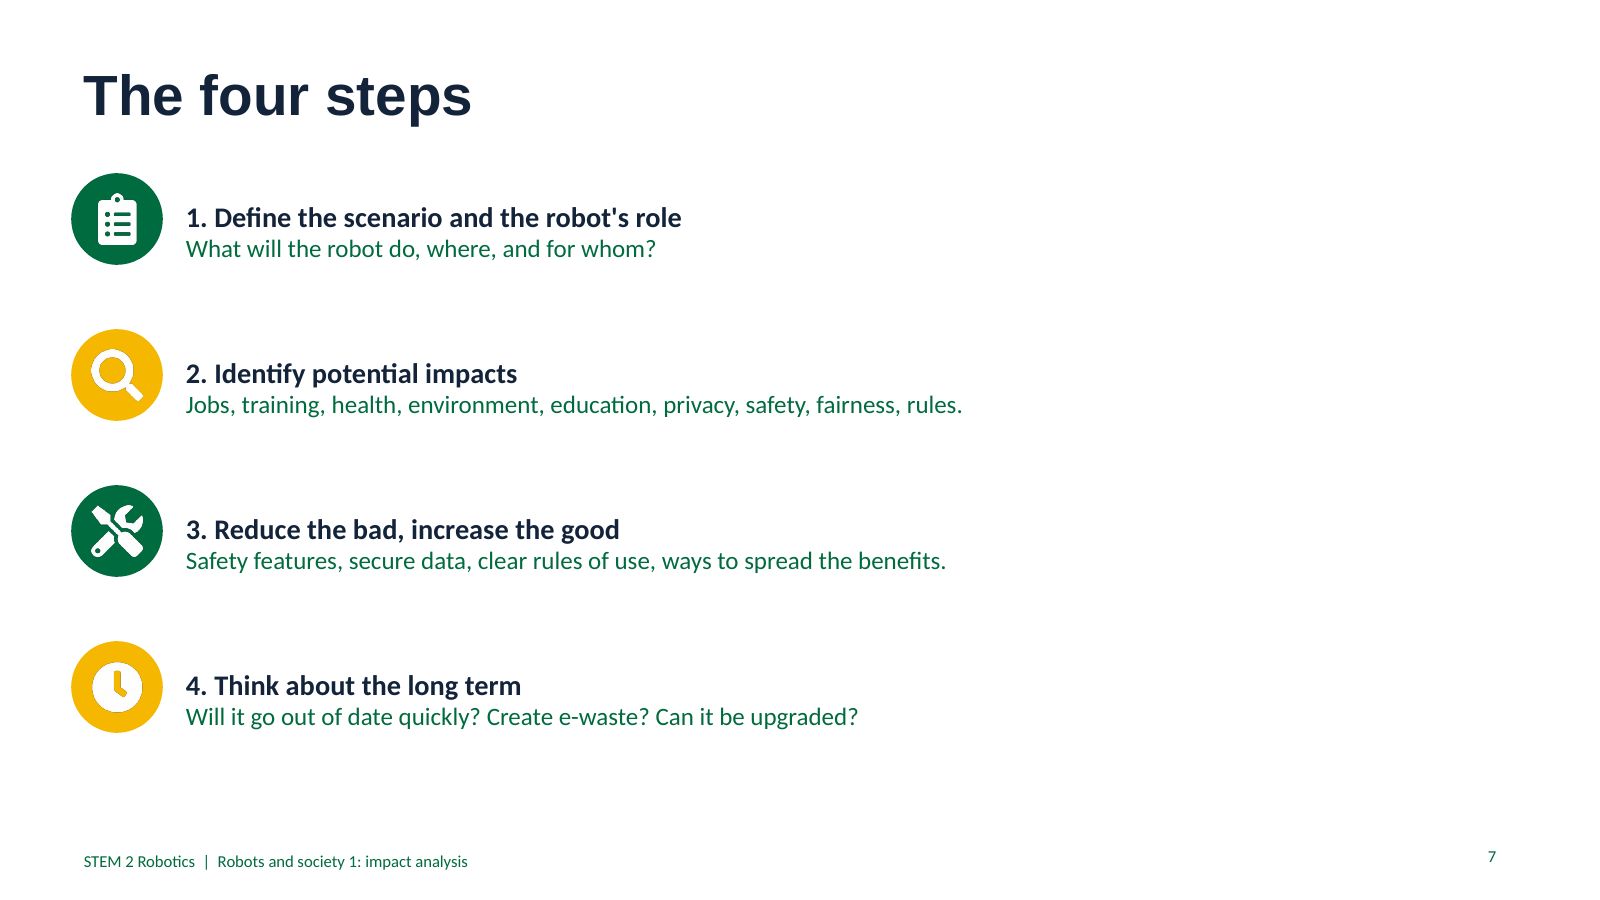 The four steps
1. Define the scenario and the robot's role
What will the robot do, where, and for whom?
2. Identify potential impacts
Jobs, training, health, environment, education, privacy, safety, fairness, rules.
3. Reduce the bad, increase the good
Safety features, secure data, clear rules of use, ways to spread the benefits.
4. Think about the long term
Will it go out of date quickly? Create e-waste? Can it be upgraded?
STEM 2 Robotics | Robots and society 1: impact analysis
7